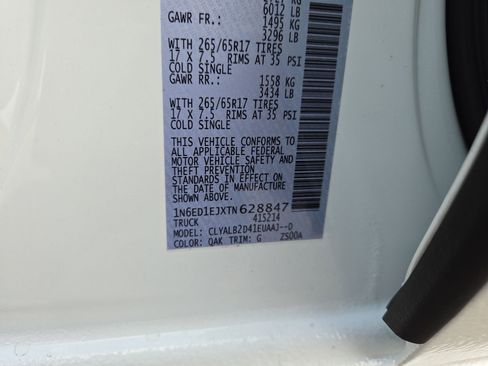 6012 LB
GAWR FR.: 1495 KG
3296 LB
WITH 265/65R17 TIRES
17 X 7.5 RIMS AT 35 PSI
COLD SINGLE
GAWR RR.: 1558 KG
3434 LB
WITH 265/65R17 TIRES
17 X 7.5 RIMS AT 35 PSI
COLD SINGLE
THIS VEHICLE CONFORMS TO
ALL APPLICABLE FEDERAL
MOTOR VEHICLE SAFETY AND
THEFT PREVENTION
STANDARDS IN EFFECT ON
THE DATE OF MANUFACTURE
SHOWN ABOVE.
1N6ED1EJXTN628847
TRUCK 415214
MODEL: CLYALB2D41EUAAJ--D
COLOR: QAK TRIM: G ZS00A